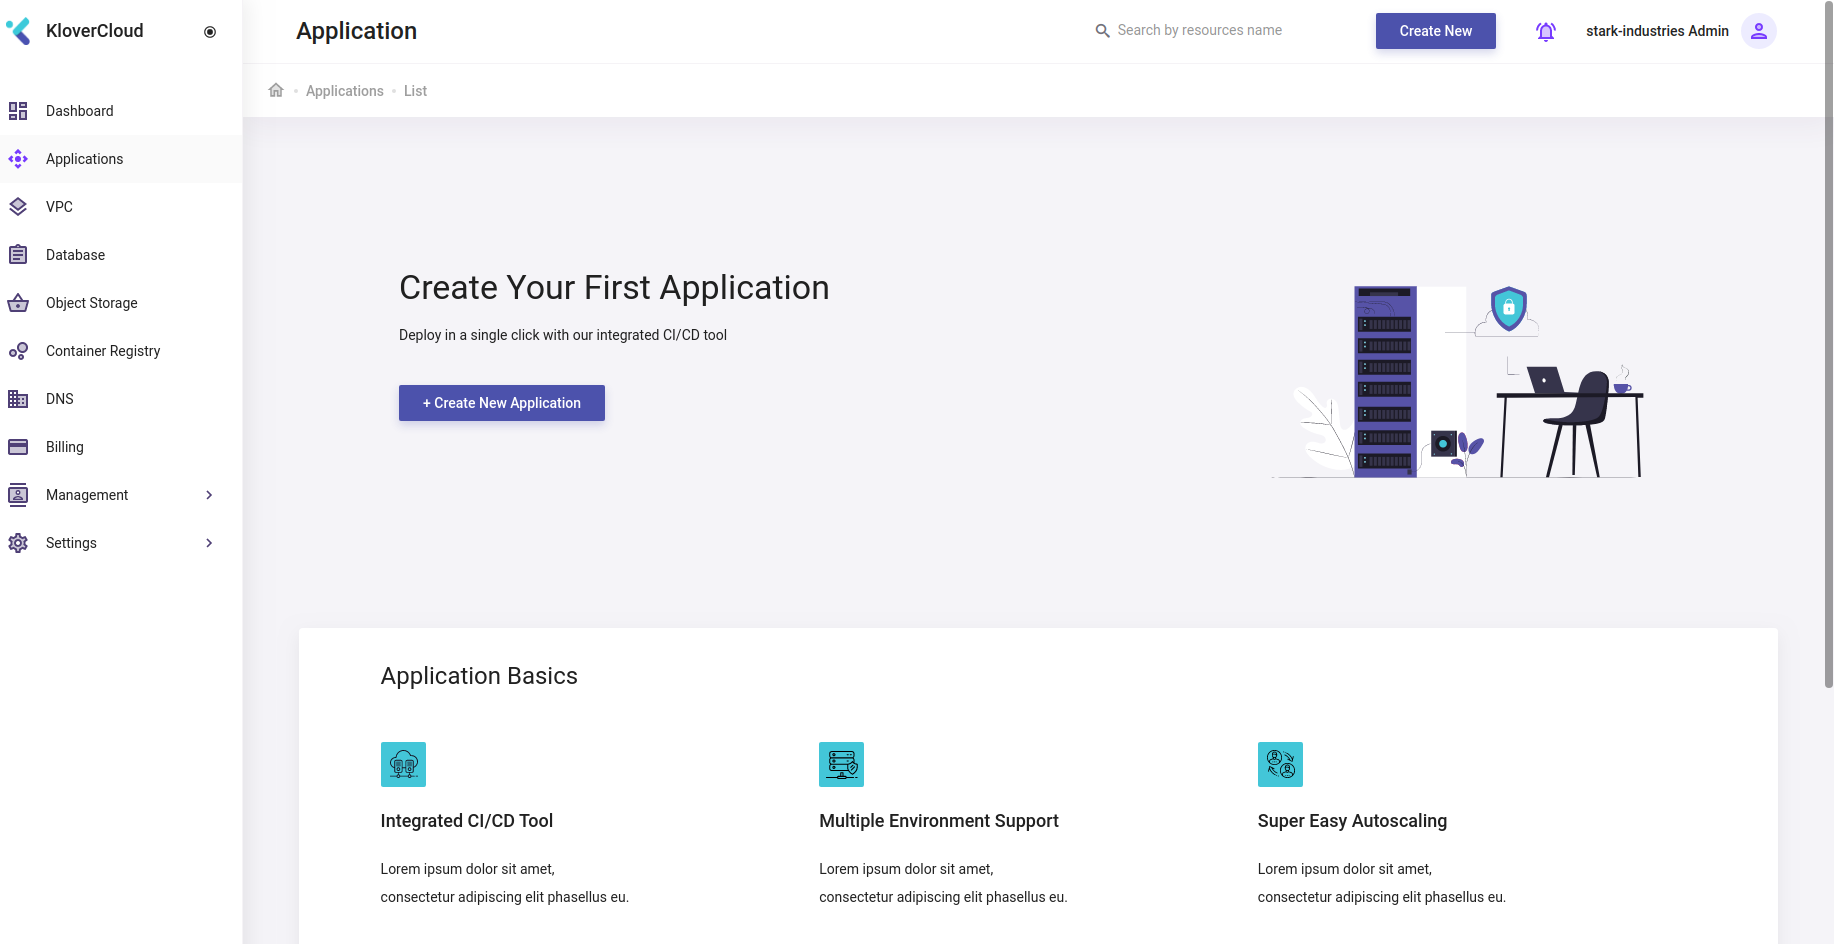 KloverCloud
Application
Search by resources name
Create New
stark-industries Admin
Applications
List
Dashboard
Applications
VPC
Database
Object Storage
Container Registry
DNS
Billing
Management
Settings
Create Your First Application
Deploy in a single click with our integrated CI/CD tool
+ Create New Application
Application Basics
Integrated CI/CD Tool
Lorem ipsum dolor sit amet,
consectetur adipiscing elit phasellus eu.
Multiple Environment Support
Lorem ipsum dolor sit amet,
consectetur adipiscing elit phasellus eu.
Super Easy Autoscaling
Lorem ipsum dolor sit amet,
consectetur adipiscing elit phasellus eu.